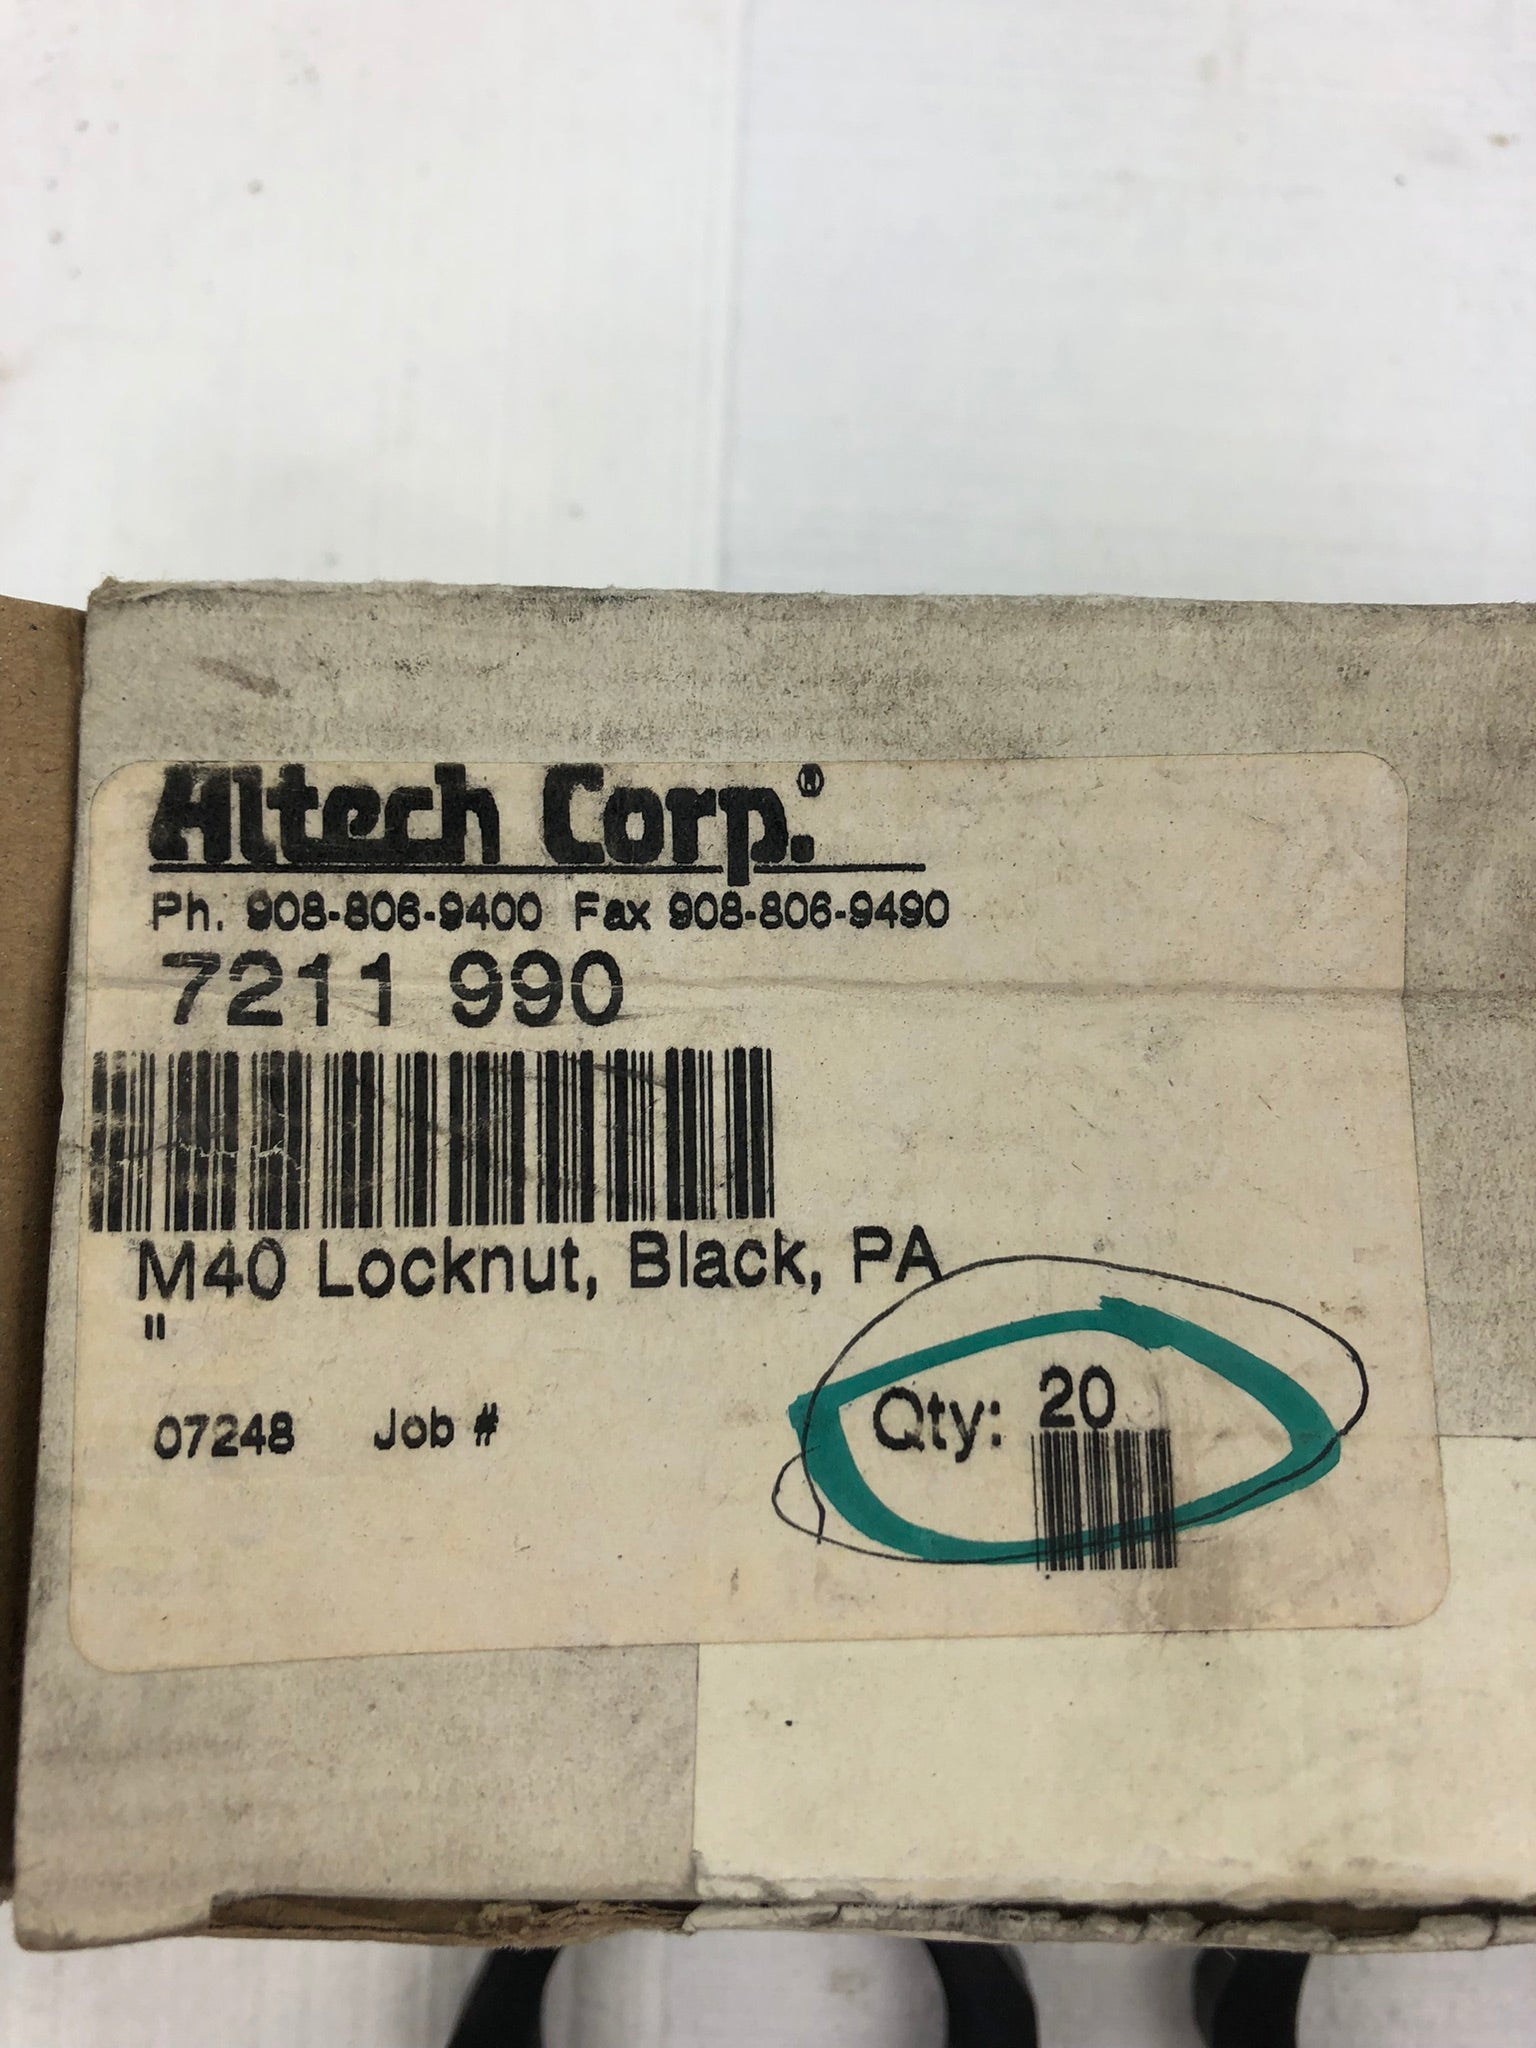 Altech Corp.®
Ph. 908-806-9400 Fax 908-806-9490
7211 990
M40 Locknut, Black, PA
"
07248 Job # Qty: 20